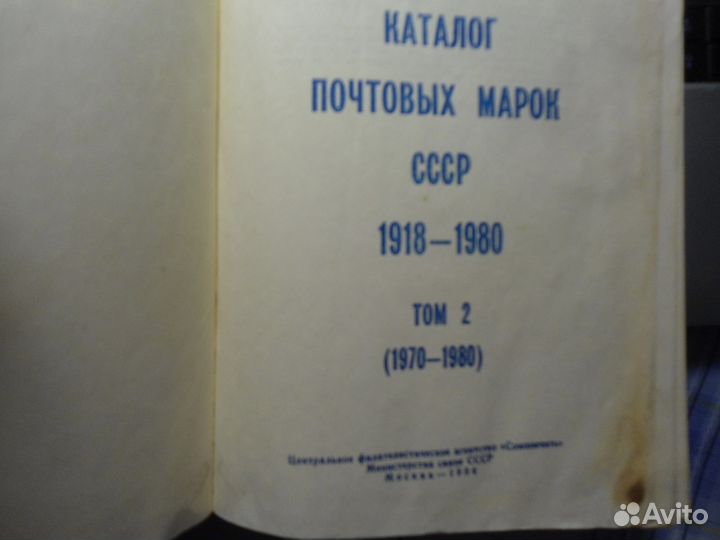 КАТАЛОГ
ПОЧТОВЫХ МАРОК
СССР
1918—1980
ТОМ 2
(1970—1980)
Центральное филателистическое агентство «Союзпечать»
Министерства связи СССР
Москва
Avito